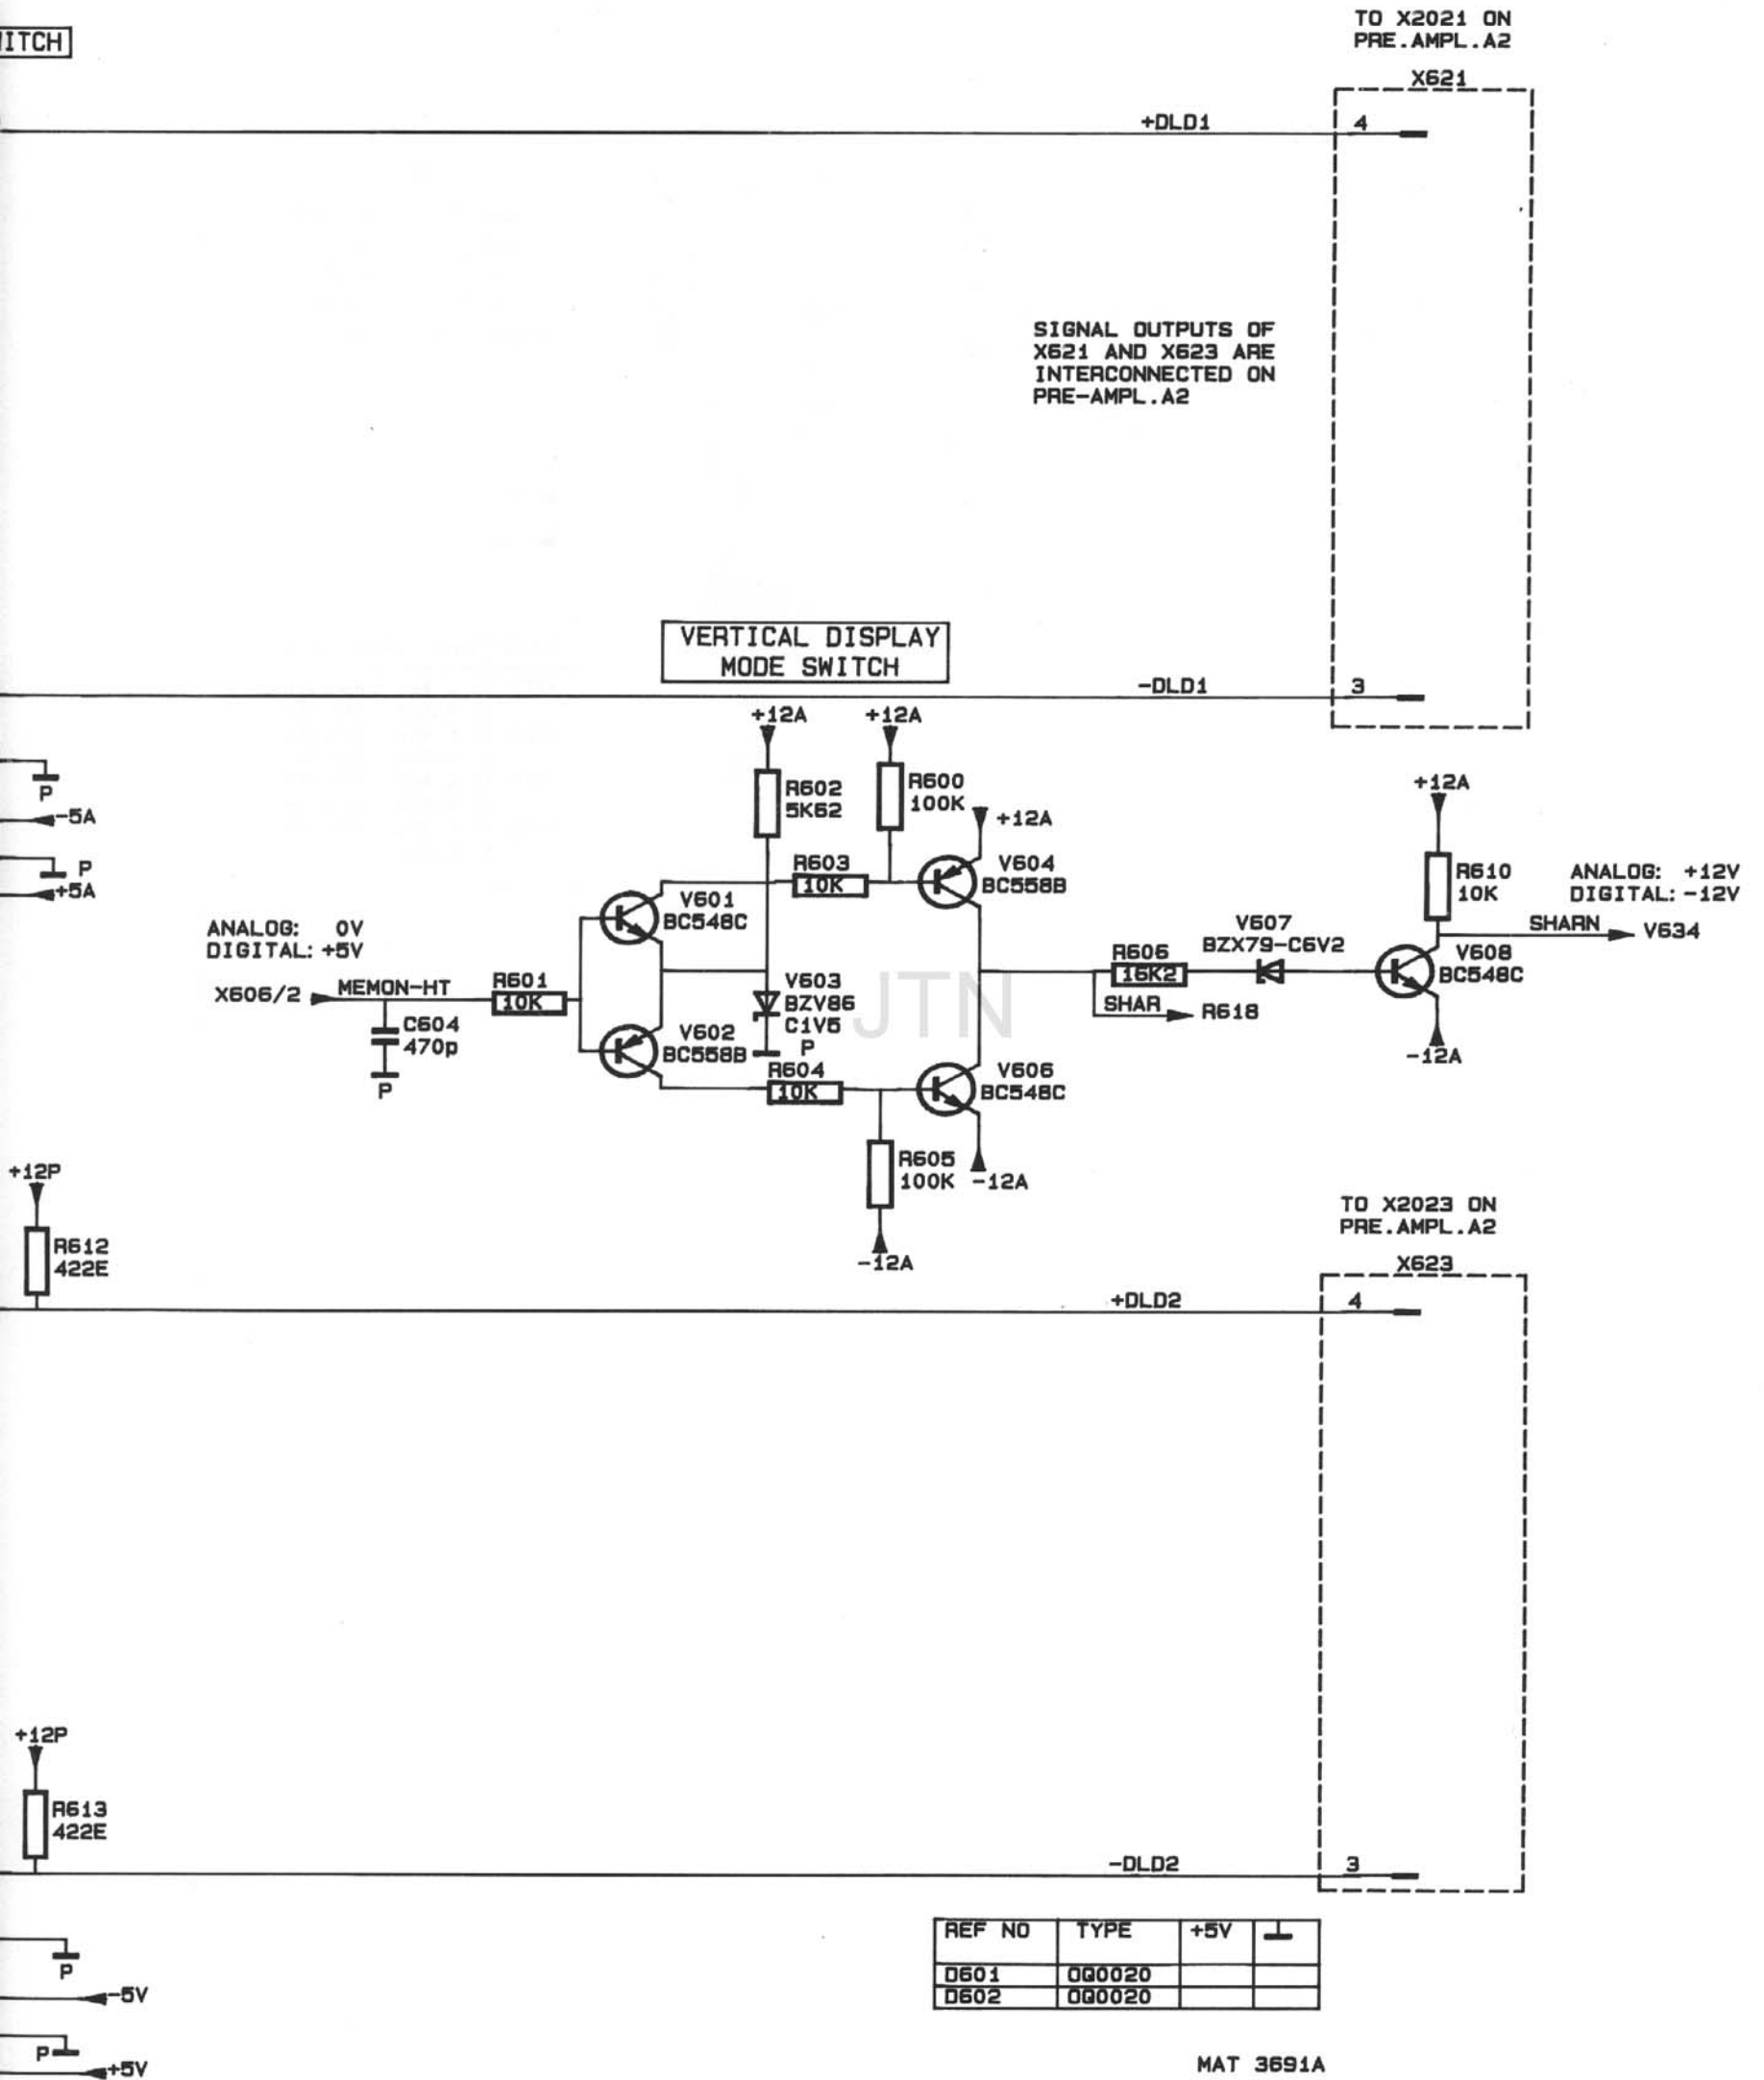 ITCH
TO X2021 ON
PRE.AMPL.A2
X621
+DLD1
4
SIGNAL OUTPUTS OF
X621 AND X623 ARE
INTERCONNECTED ON
PRE-AMPL.A2
VERTICAL DISPLAY
MODE SWITCH
-DLD1
3
+12A
+12A
P
-5A
P
+5A
R602
5K62
R600
100K
+12A
+12A
R603
10K
V604
BC558B
R610
10K
ANALOG: +12V
DIGITAL: -12V
V601
BC548C
ANALOG: 0V
DIGITAL: +5V
V607
BZX79-C6V2
SHARN
V634
R606
16K2
V608
BC548C
X606/2
MEMON-HT
R601
10K
V603
BZV86
C1V5
P
JTN
SHAR
R618
C604
470p
P
V602
BC558B
-12A
R604
10K
V606
BC548C
R605
100K
-12A
-12A
+12P
R612
422E
TO X2023 ON
PRE.AMPL.A2
X623
+DLD2
4
+12P
R613
422E
-DLD2
3
REF NO TYPE +5V
D601 OQ0020
D602 OQ0020
P
-5V
P
+5V
MAT 3691A